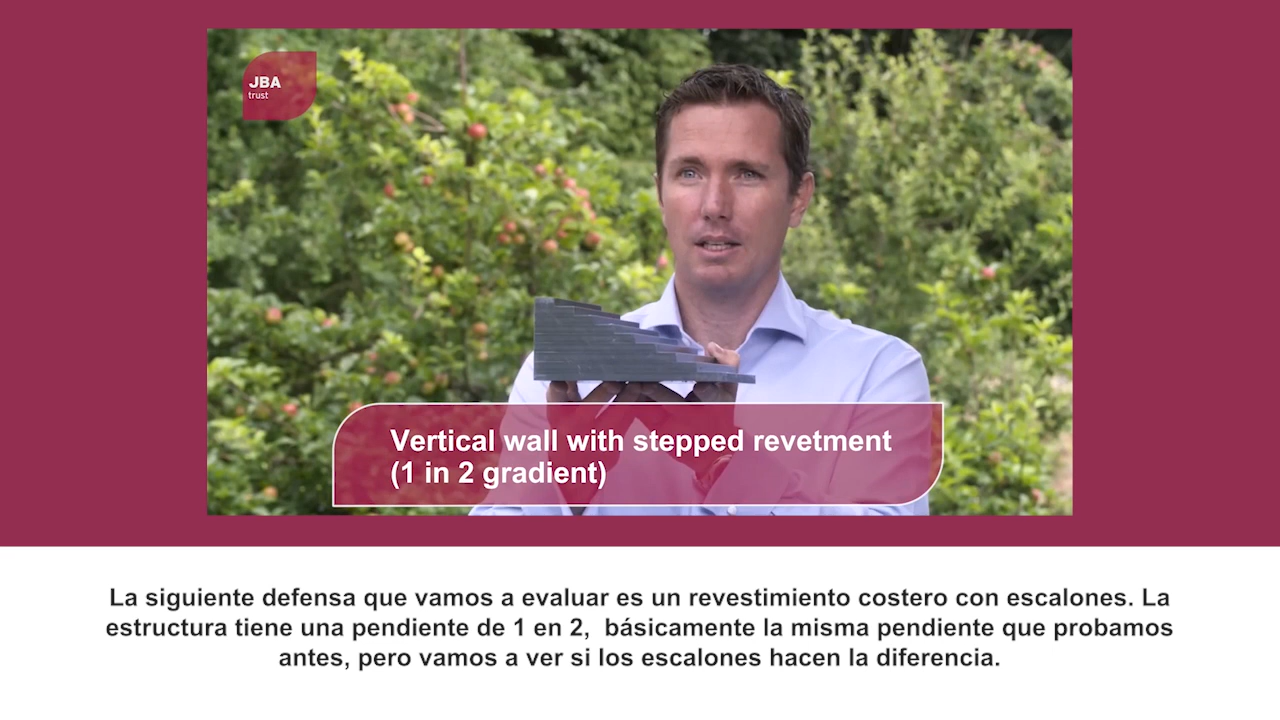 JBA
trust
Vertical wall with stepped revetment
(1 in 2 gradient)
La siguiente defensa que vamos a evaluar es un revestimiento costero con escalones. La
estructura tiene una pendiente de 1 en 2,  básicamente la misma pendiente que probamos
antes, pero vamos a ver si los escalones hacen la diferencia.